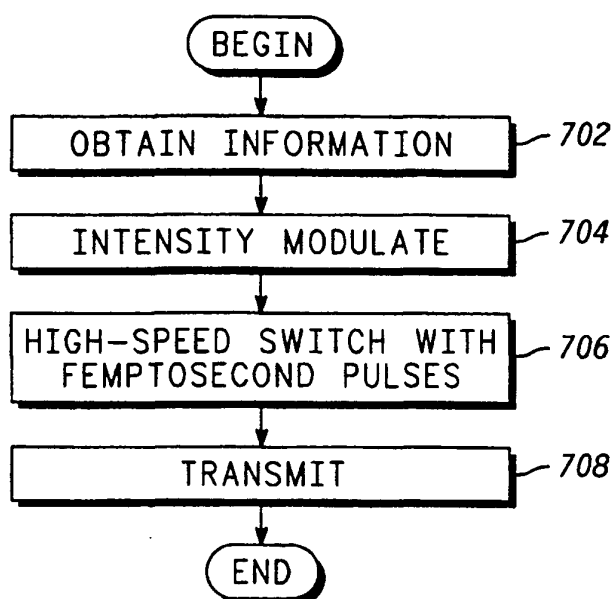 BEGIN
OBTAIN INFORMATION
702
INTENSITY MODULATE
704
HIGH-SPEED SWITCH WITH
FEMPTOSECOND PULSES
706
TRANSMIT
708
END